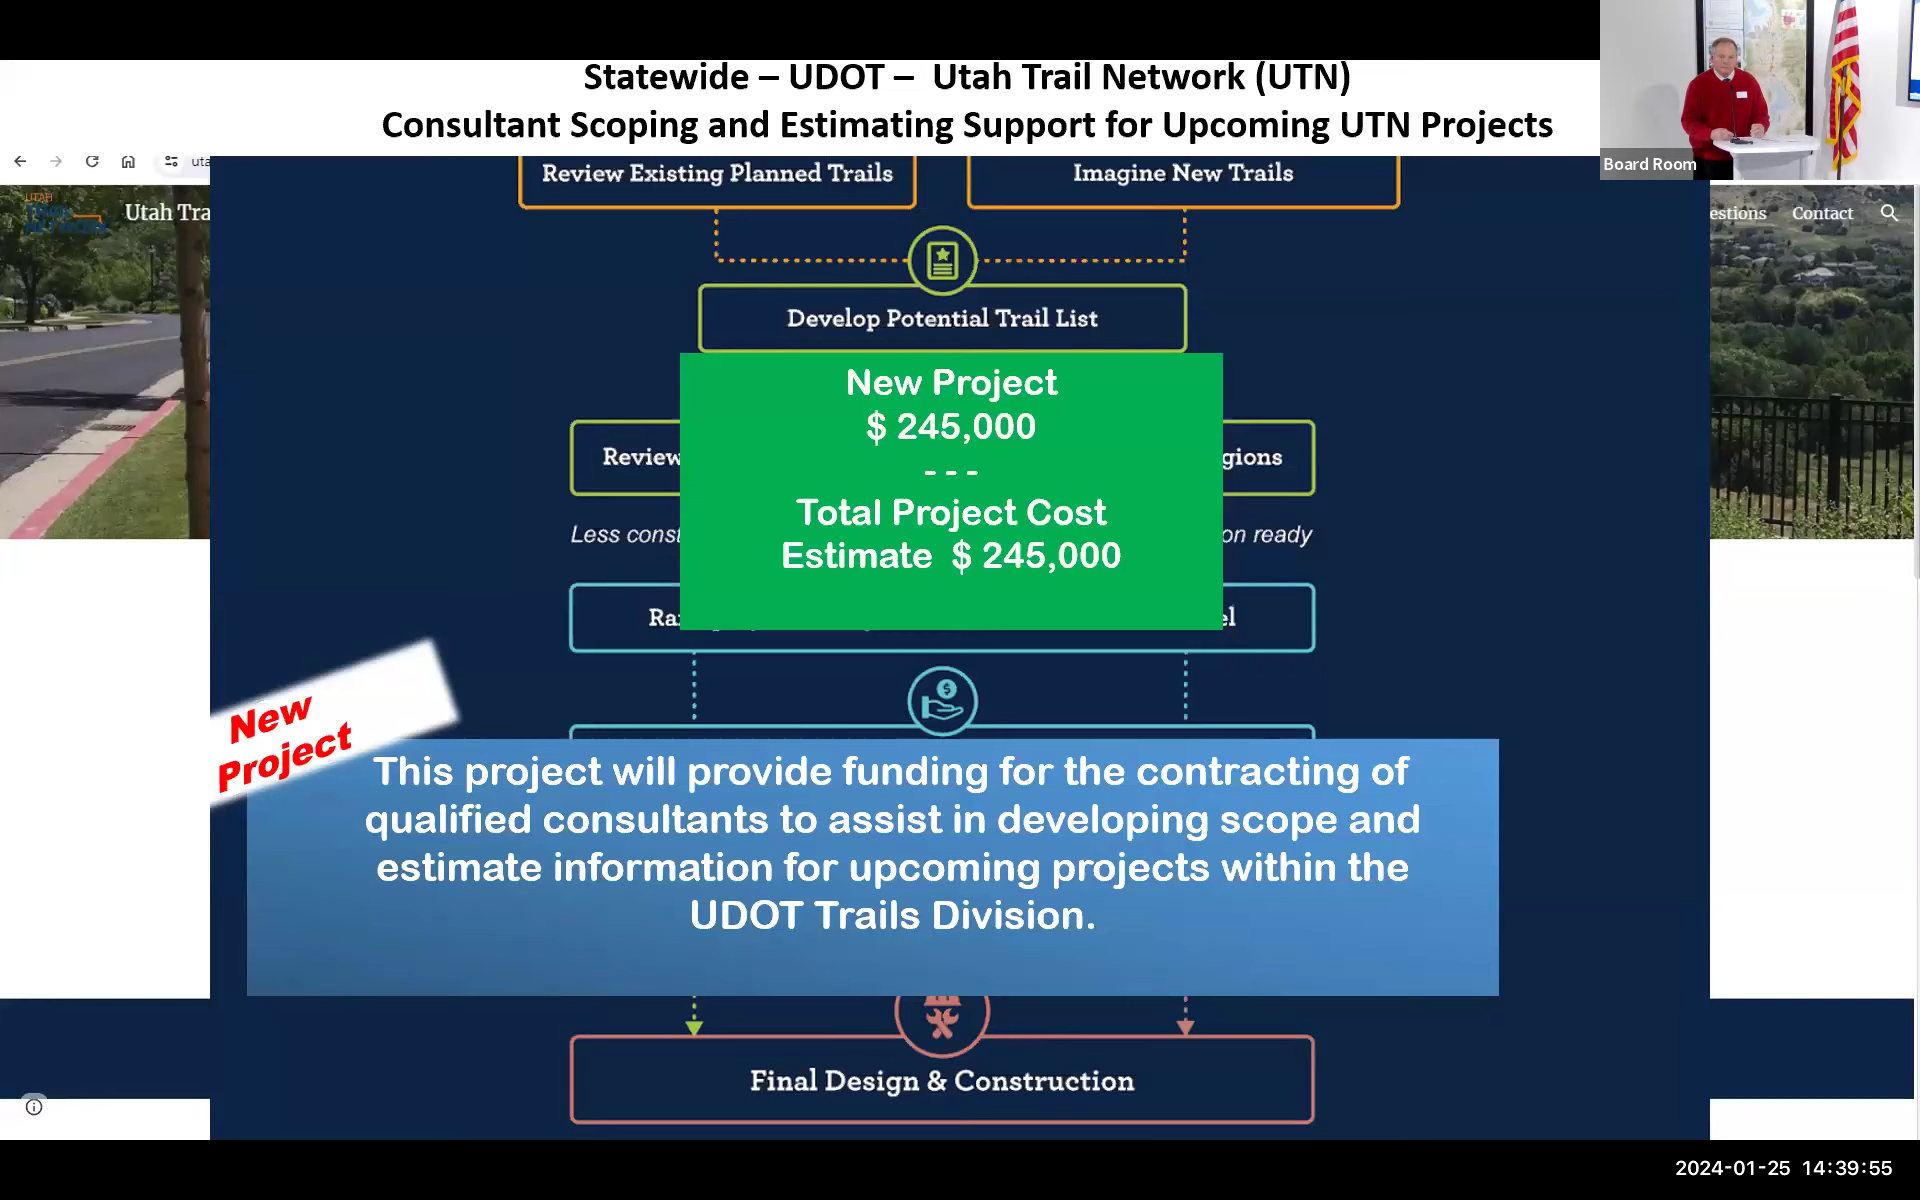 Statewide – UDOT – Utah Trail Network (UTN)
Consultant Scoping and Estimating Support for Upcoming UTN Projects
Board Room
uta
UTAH
Utah Tra
estions Contact
Review Existing Planned Trails
Imagine New Trails
Develop Potential Trail List
New Project
$ 245,000
- - -
Total Project Cost
Estimate $ 245,000
Review
gions
Less const
on ready
Ra
el
New
Project
This project will provide funding for the contracting of
qualified consultants to assist in developing scope and
estimate information for upcoming projects within the
UDOT Trails Division.
Final Design & Construction
2024-01-25 14:39:55